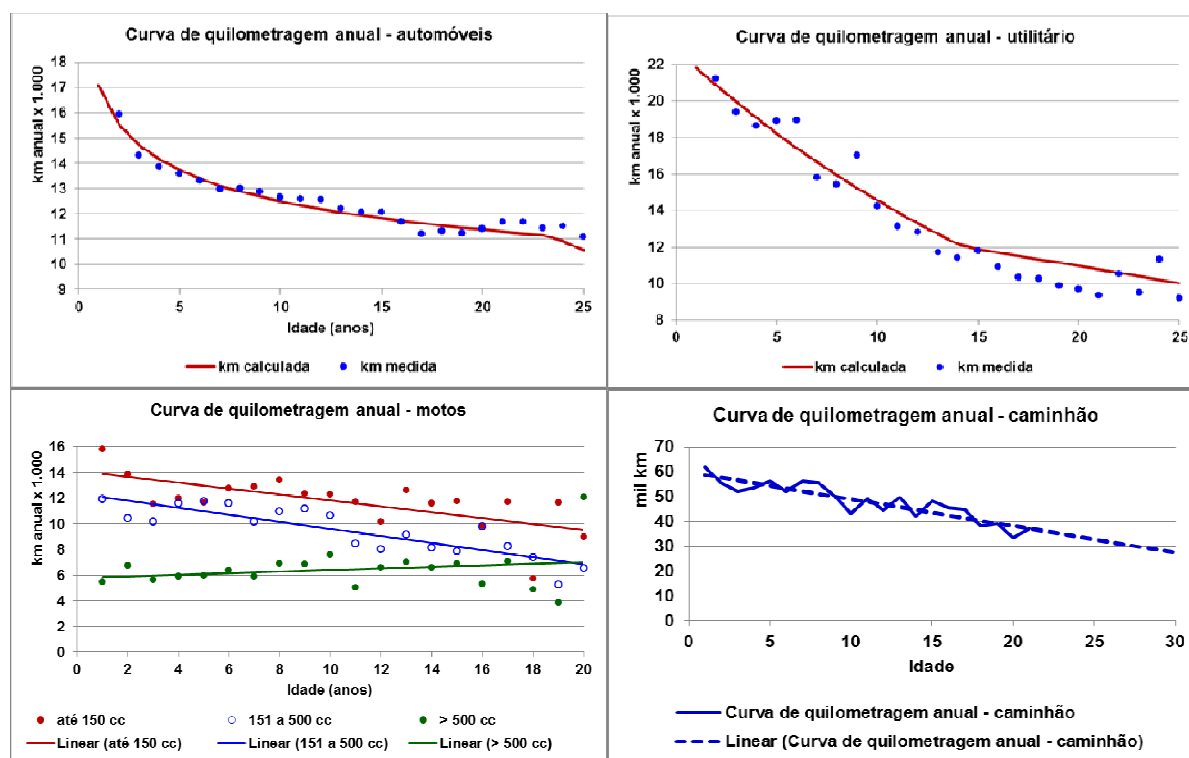 Curva de quilometragem anual - automóveis
km anual x 1.000
18
17
16
15
14
13
12
11
10
9
0 5 10 15 20 25
Idade (anos)
km calculada km medida
Curva de quilometragem anual - utilitário
km anual x 1.000
22
20
18
16
14
12
10
8
0 5 10 15 20 25
Idade (anos)
km calculada km medida
Curva de quilometragem anual - motos
km anual x 1.000
16
14
12
10
8
6
4
2
0
0 2 4 6 8 10 12 14 16 18 20
Idade (anos)
até 150 cc 151 a 500 cc > 500 cc
Linear (até 150 cc) Linear (151 a 500 cc) Linear (> 500 cc)
Curva de quilometragem anual - caminhão
mil km
70
60
50
40
30
20
10
0
0 5 10 15 20 25 30
Idade
Curva de quilometragem anual - caminhão
Linear (Curva de quilometragem anual - caminhão)